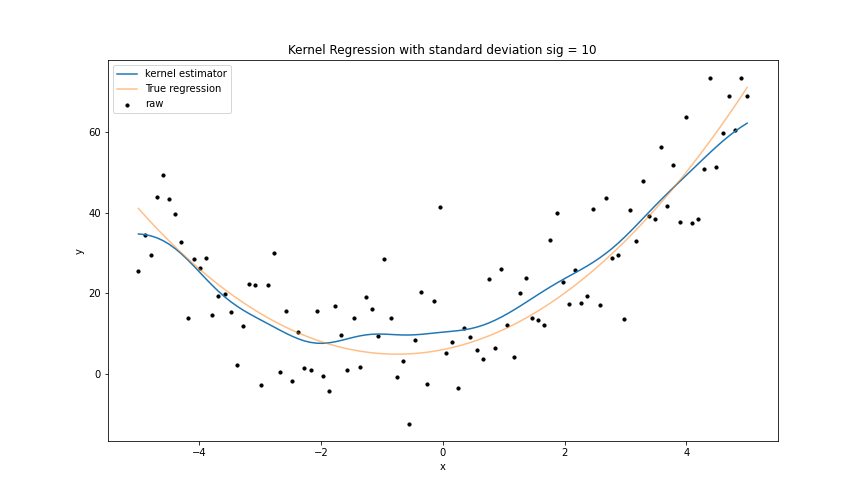 Kernel Regression with standard deviation sig = 10
kernel estimator
True regression
raw
60
40
20
0
y
−4
−2
0
2
4
x